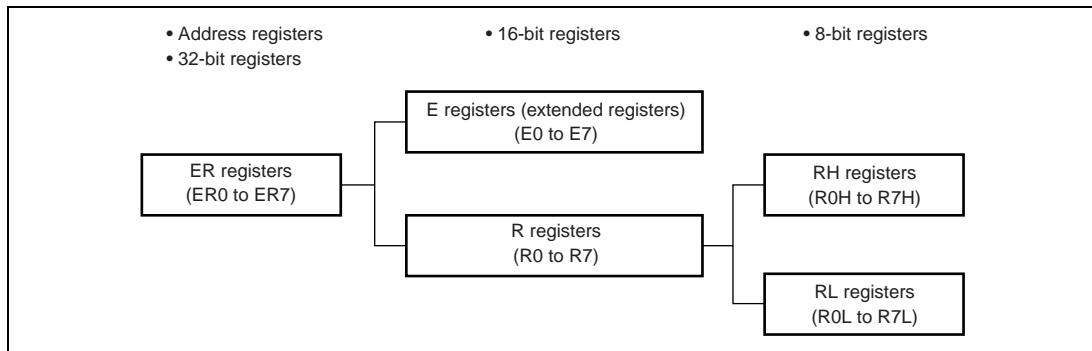 • Address registers
• 32-bit registers
• 16-bit registers
• 8-bit registers
E registers (extended registers)
(E0 to E7)
ER registers
(ER0 to ER7)
RH registers
(R0H to R7H)
R registers
(R0 to R7)
RL registers
(R0L to R7L)